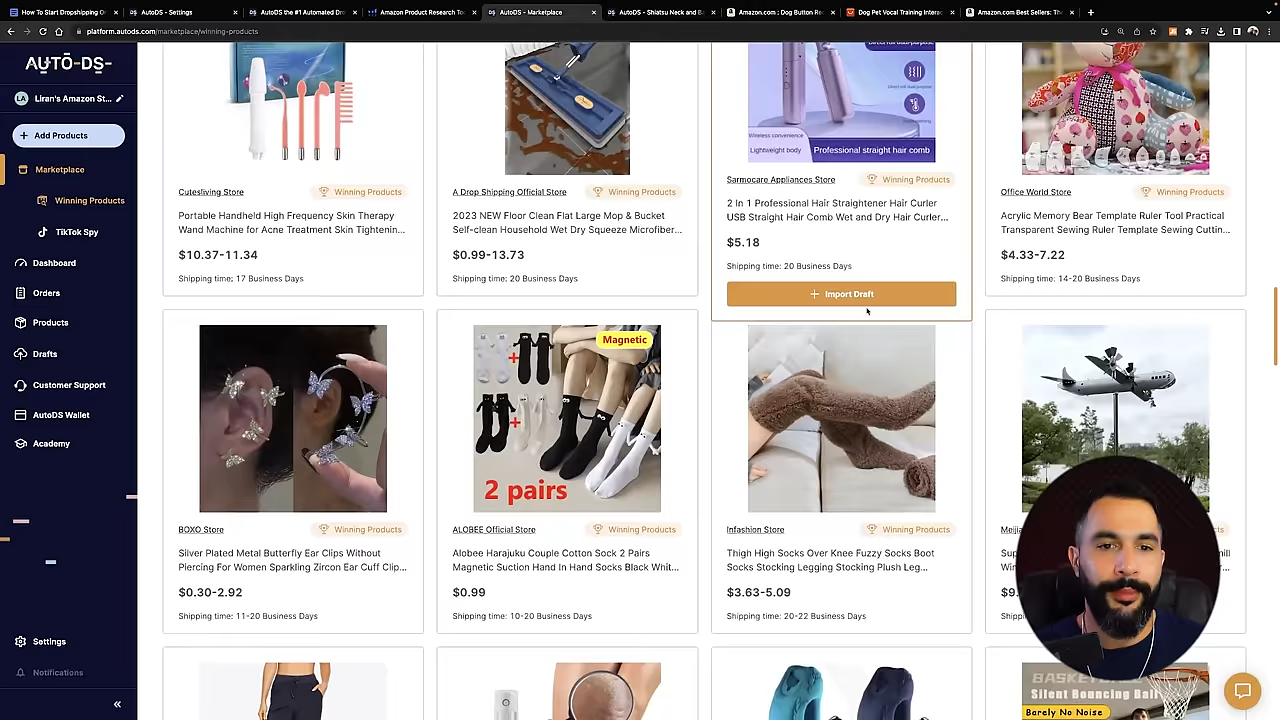 How To Start Dropshipping O
AutoDS - Settings
AutoDS the #1 Automated Dro
Amazon Product Research To
AutoDS - Marketplace
AutoDS - Shiatsu Neck and B
Amazon.com : Dog Button Re
Dog Pet Vocal Training Interac
Amazon.com Best Sellers: Th
platform.autods.com/marketplace/winning-products
AUTO-DS-
LA Liran's Amazon St...
+ Add Products
Marketplace
Winning Products
TikTok Spy
Dashboard
Orders
Products
Drafts
Customer Support
AutoDS Wallet
Academy
Settings
Notifications
«
Cutesliving Store
Winning Products
Portable Handheld High Frequency Skin Therapy
Wand Machine for Acne Treatment Skin Tightenin...
$10.37-11.34
Shipping time: 17 Business Days
A Drop Shipping Official Store
Winning Products
2023 NEW Floor Clean Flat Large Mop & Bucket
Self-clean Household Wet Dry Squeeze Microfiber...
$0.99-13.73
Shipping time: 20 Business Days
Wireless convenience
Lightweight body
Professional straight hair comb
Sarmocare Appliances Store
Winning Products
2 In 1 Professional Hair Straightener Hair Curler
USB Straight Hair Comb Wet and Dry Hair Curler...
$5.18
Shipping time: 20 Business Days
+ Import Draft
Office World Store
Winning Products
Acrylic Memory Bear Template Ruler Tool Practical
Transparent Sewing Ruler Template Sewing Cuttin...
$4.33-7.22
Shipping time: 14-20 Business Days
BOXO Store
Winning Products
Silver Plated Metal Butterfly Ear Clips Without
Piercing For Women Sparkling Zircon Ear Cuff Clip...
$0.30-2.92
Shipping time: 11-20 Business Days
Magnetic
+
+
2 pairs
ALOBEE Official Store
Winning Products
Alobee Harajuku Couple Cotton Sock 2 Pairs
Magnetic Suction Hand In Hand Socks Black Whit...
$0.99
Shipping time: 10-20 Business Days
Infashion Store
Winning Products
Thigh High Socks Over Knee Fuzzy Socks Boot
Socks Stocking Legging Stocking Plush Leg...
$3.63-5.09
Shipping time: 20-22 Business Days
BASKETBALL
Silent Bouncing Ball
Barely No Noise